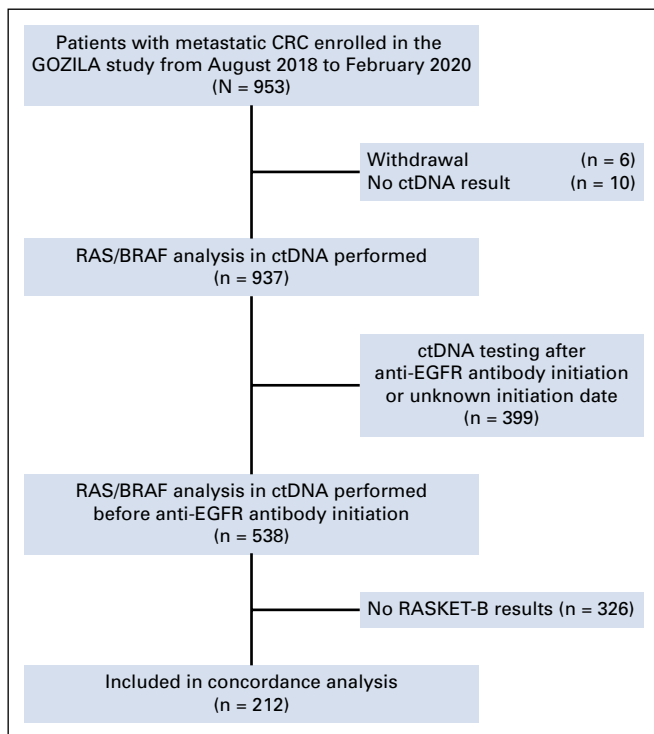 Patients with metastatic CRC enrolled in the
GOZILA study from August 2018 to February 2020
(N = 953)
Withdrawal (n = 6)
No ctDNA result (n = 10)
RAS/BRAF analysis in ctDNA performed
(n = 937)
ctDNA testing after
anti-EGFR antibody initiation
or unknown initiation date
(n = 399)
RAS/BRAF analysis in ctDNA performed
before anti-EGFR antibody initiation
(n = 538)
No RASKET-B results (n = 326)
Included in concordance analysis
(n = 212)